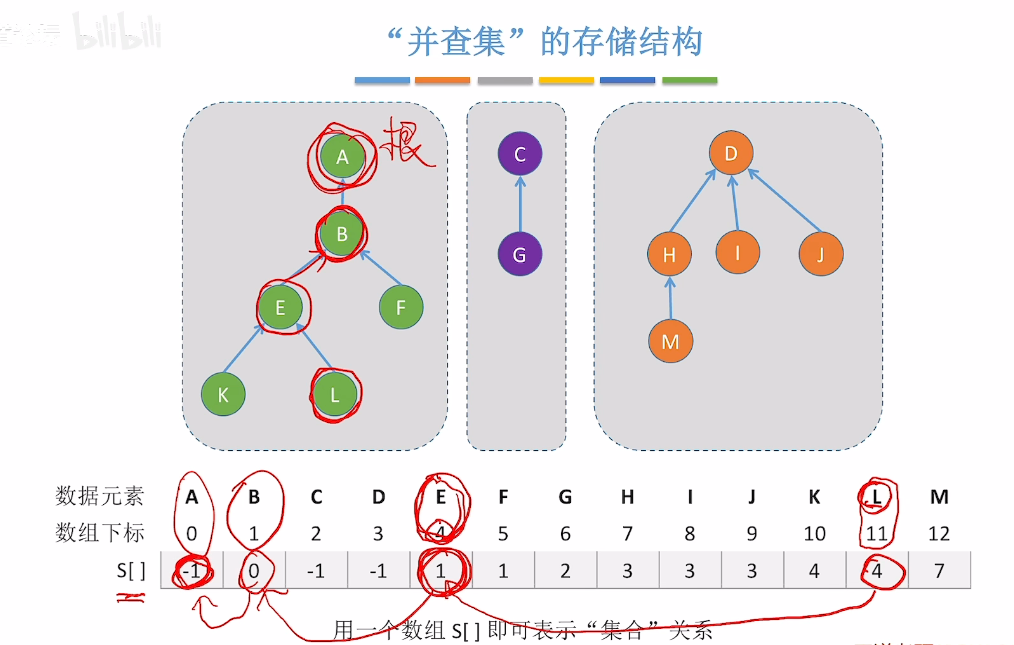 bilibili
“并查集”的存储结构
A 根
C
D
B
G
H I J
E F
M
K L
数据元素 A B C D E F G H I J K L M
数组下标 0 1 2 3 4 5 6 7 8 9 10 11 12
S[ ] -1 0 -1 -1 1 1 2 3 3 3 4 4 7
用一个数组 S[ ] 即可表示“集合”关系